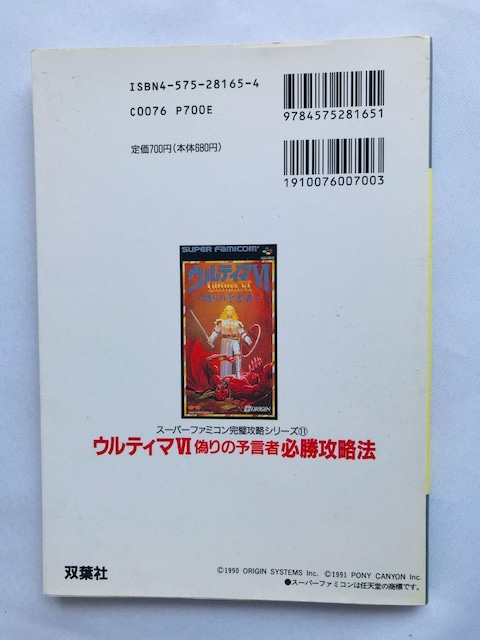 ISBN4-575-28165-4
C0076 P700E
9784575281651
定価700円(本体680円)
1910076007003
SUPER FAMICOM
ウルティマVI
偽りの予言者
ORIGIN
スーパーファミコン完璧攻略シリーズ⑪
ウルティマVI 偽りの予言者 必勝攻略法
©1990 ORIGIN SYSTEMS Inc. ©1991 PONY CANYON Inc.
●スーパーファミコンは任天堂の商標です。
双葉社